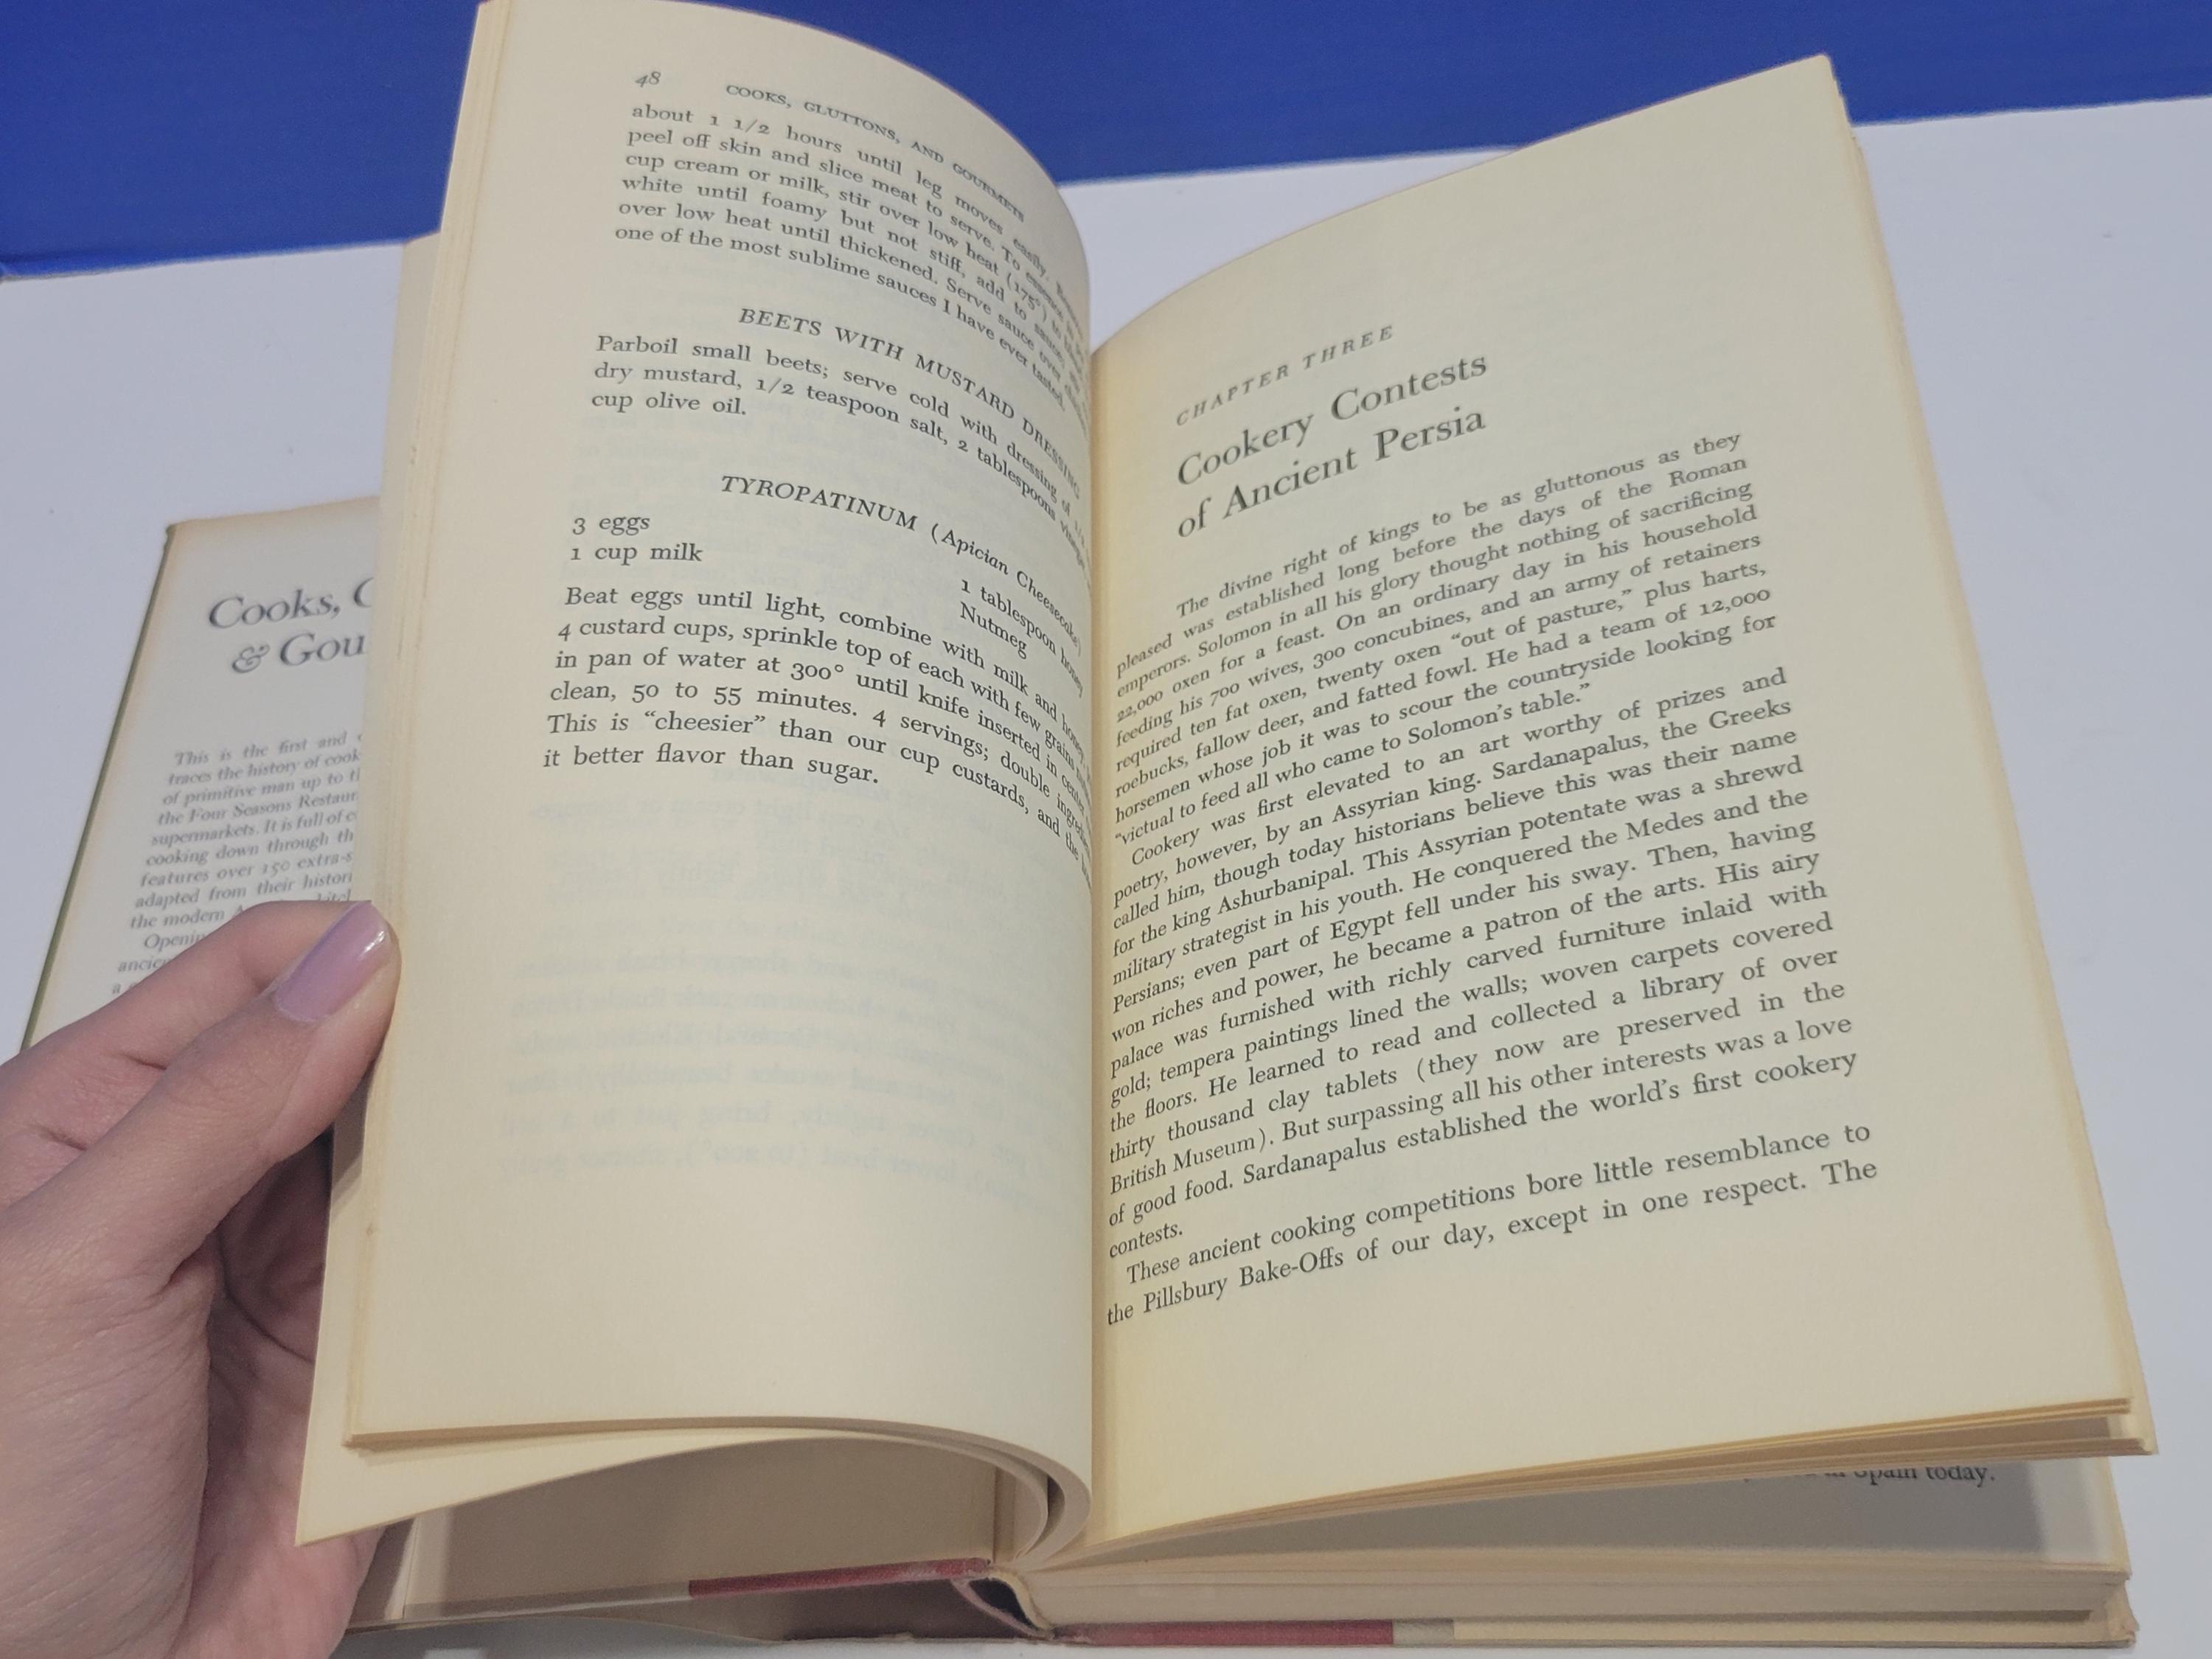 48 COOKS, GLUTTONS, AND GOURMETS
about 1 1/2 hours until leg moves easily.
peel off skin and slice meat to serve. To
cup cream or milk, stir over low heat (175°) to
white until foamy but not stiff, add to sauce;
over low heat until thickened. Serve sauce over
one of the most sublime sauces I have ever tasted.
BEETS WITH MUSTARD DRESSING
Parboil small beets; serve cold with dressing of
dry mustard, 1/2 teaspoon salt, 2 tablespoons
cup olive oil.
TYROPATINUM (Apician Cheesecake)
3 eggs
1 cup milk
1 tablespoon honey
Nutmeg
Beat eggs until light, combine with milk and honey,
4 custard cups, sprinkle top of each with few grains
in pan of water at 300° until knife inserted in center
clean, 50 to 55 minutes. 4 servings; double
This is “cheesier” than our cup custards, and the
it better flavor than sugar.
CHAPTER THREE
Cookery Contests
of Ancient Persia
The divine right of kings to be as gluttonous as they
pleased was established long before the days of the Roman
emperors. Solomon in all his glory thought nothing of sacrificing
22,000 oxen for a feast. On an ordinary day in his household
feeding his 700 wives, 300 concubines, and an army of retainers
required ten fat oxen, twenty oxen “out of pasture,” plus harts,
roebucks, fallow deer, and fatted fowl. He had a team of 12,000
horsemen whose job it was to scour the countryside looking for
“victual to feed all who came to Solomon’s table.”
Cookery was first elevated to an art worthy of prizes and
poetry, however, by an Assyrian king. Sardanapalus, the Greeks
called him, though today historians believe this was their name
for the king Ashurbanipal. This Assyrian potentate was a shrewd
military strategist in his youth. He conquered the Medes and the
Persians; even part of Egypt fell under his sway. Then, having
won riches and power, he became a patron of the arts. His airy
palace was furnished with richly carved furniture inlaid with
gold; tempera paintings lined the walls; woven carpets covered
the floors. He learned to read and collected a library of over
thirty thousand clay tablets (they now are preserved in the
British Museum). But surpassing all his other interests was a love
of good food. Sardanapalus established the world’s first cookery
contests.
These ancient cooking competitions bore little resemblance to
the Pillsbury Bake-Offs of our day, except in one respect. The
Spain today.
Cooks,
& Gou
This is the first and
traces the history of cook
of primitive man up to
the Four Seasons Restaur
supermarkets. It is full of
cooking down through th
features over 150 extra-s
adapted from their histori
the modern
Openin
ancie